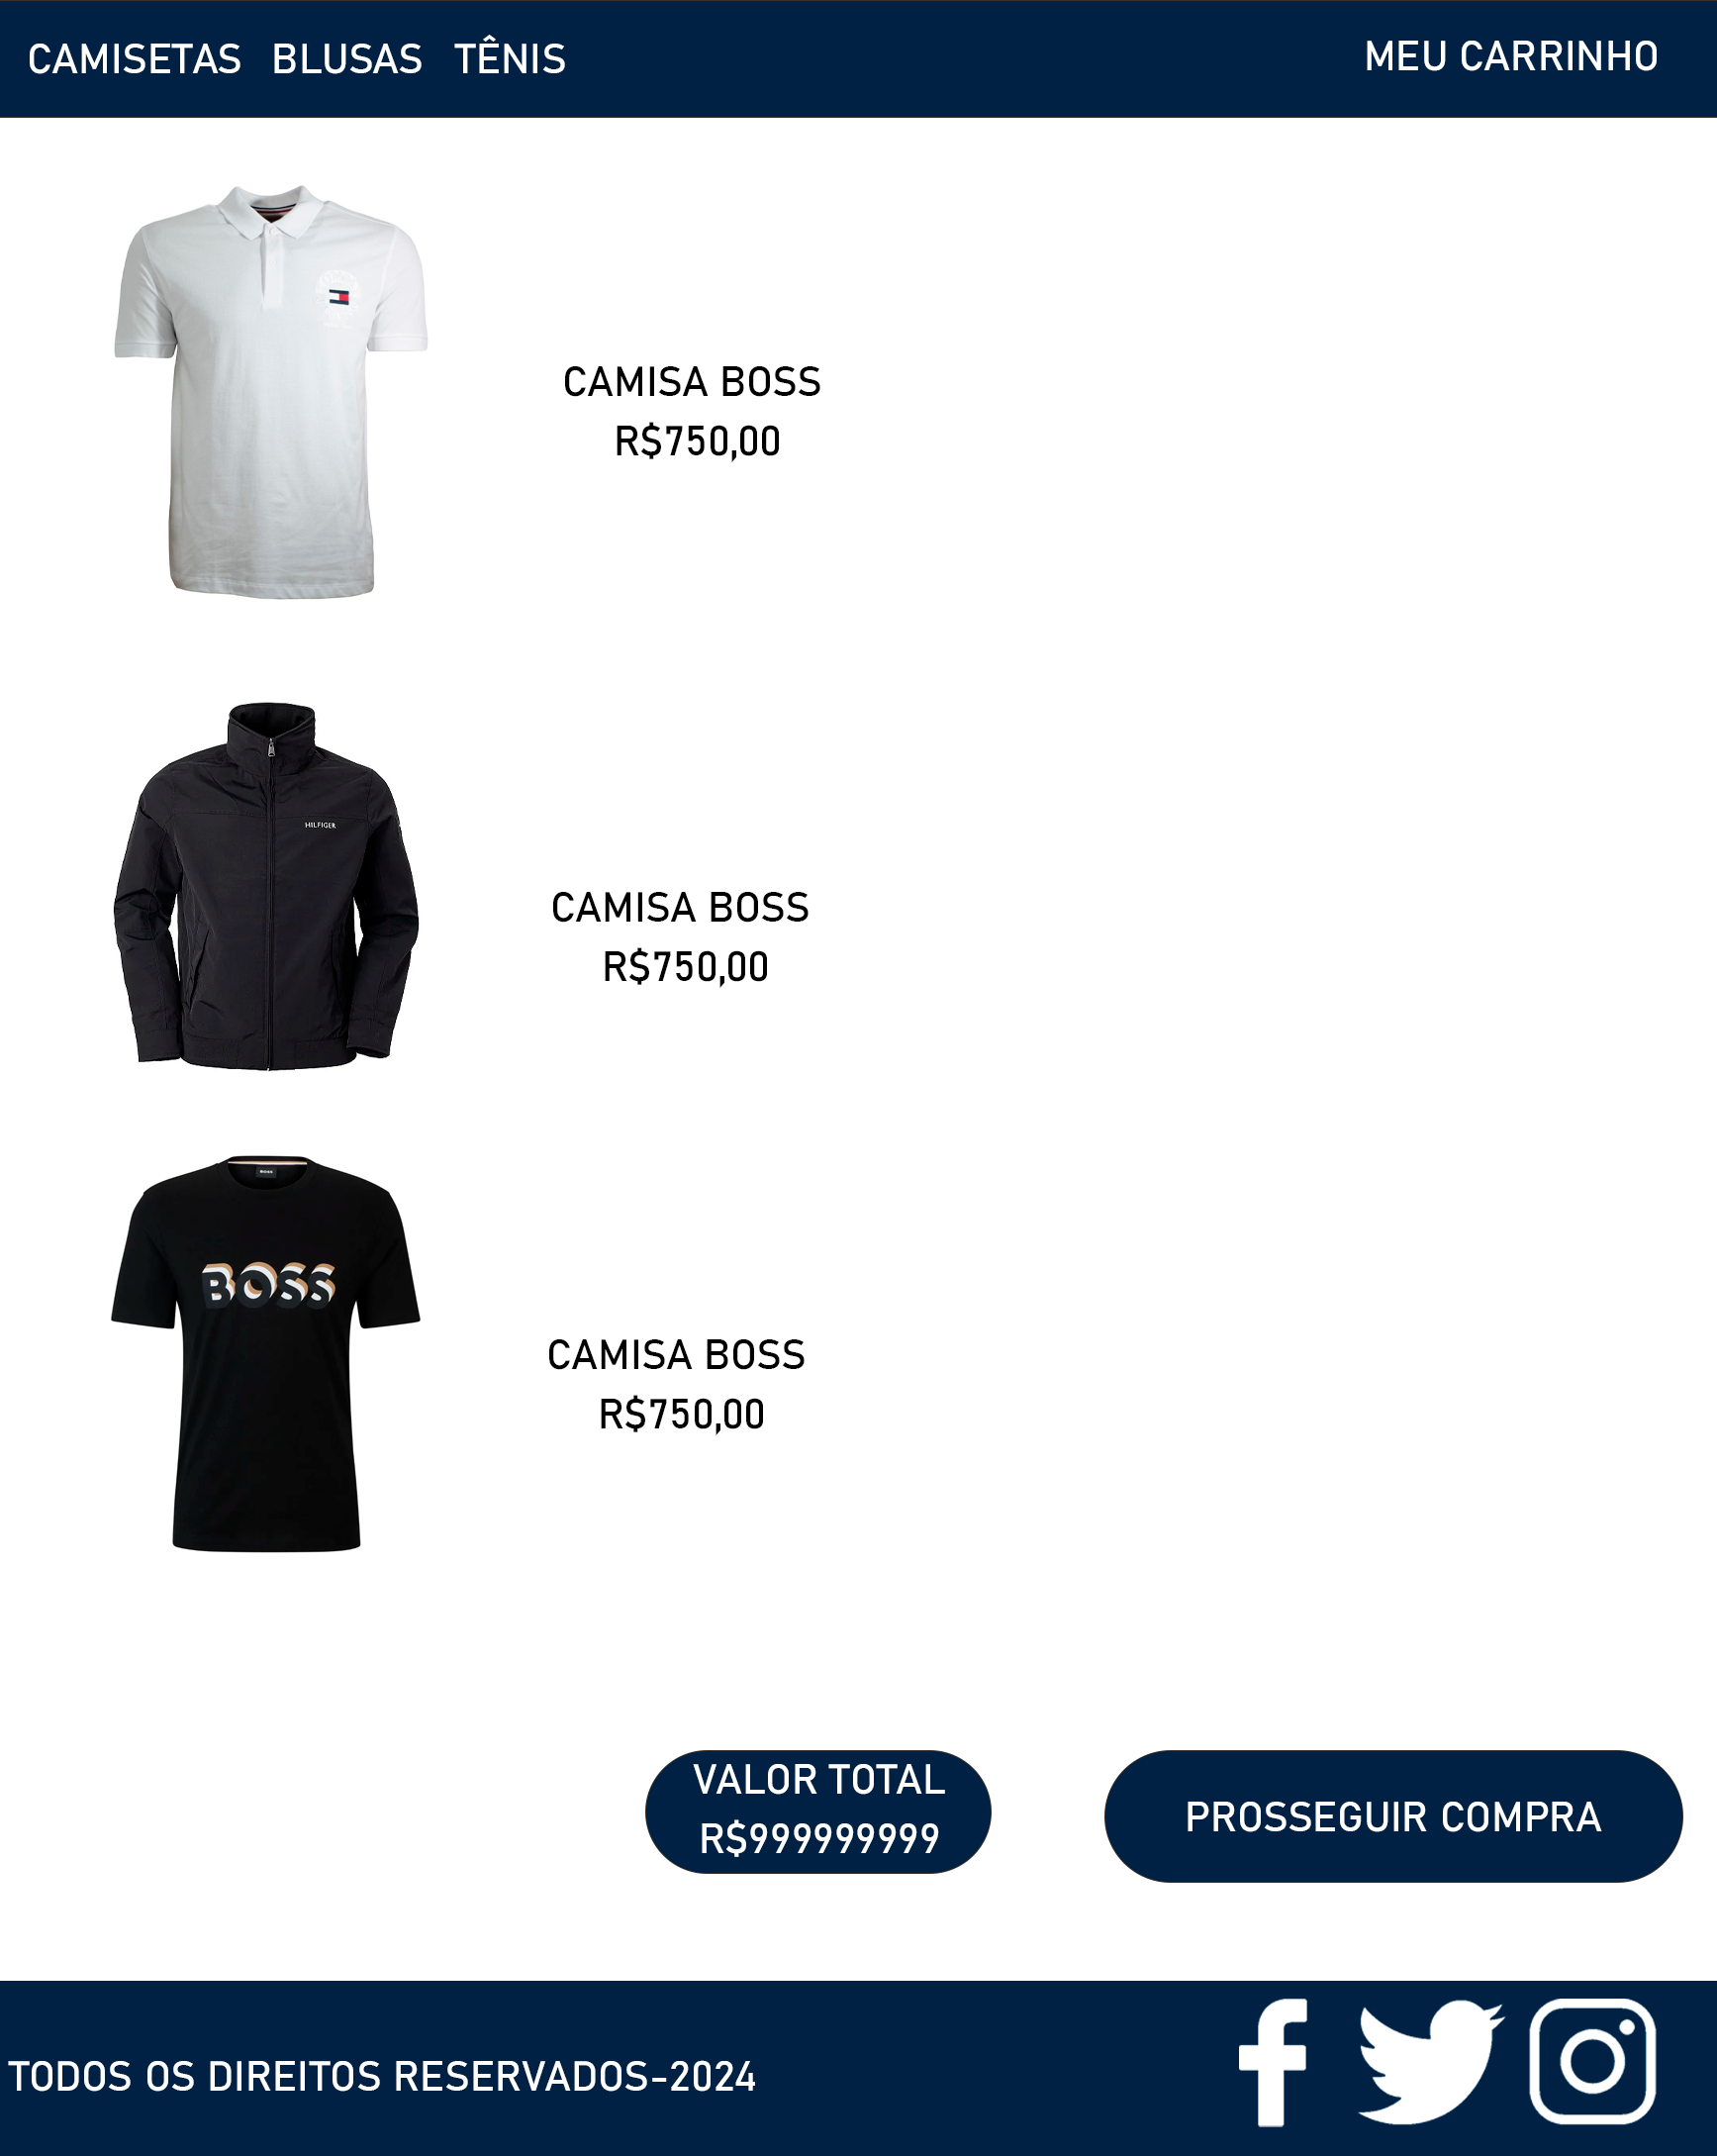 CAMISETAS BLUSAS TÊNIS MEU CARRINHO
CAMISA BOSS
R$750,00
HILFIGER
CAMISA BOSS
R$750,00
BOSS
BOSS
CAMISA BOSS
R$750,00
VALOR TOTAL
R$999999999
PROSSEGUIR COMPRA
TODOS OS DIREITOS RESERVADOS-2024